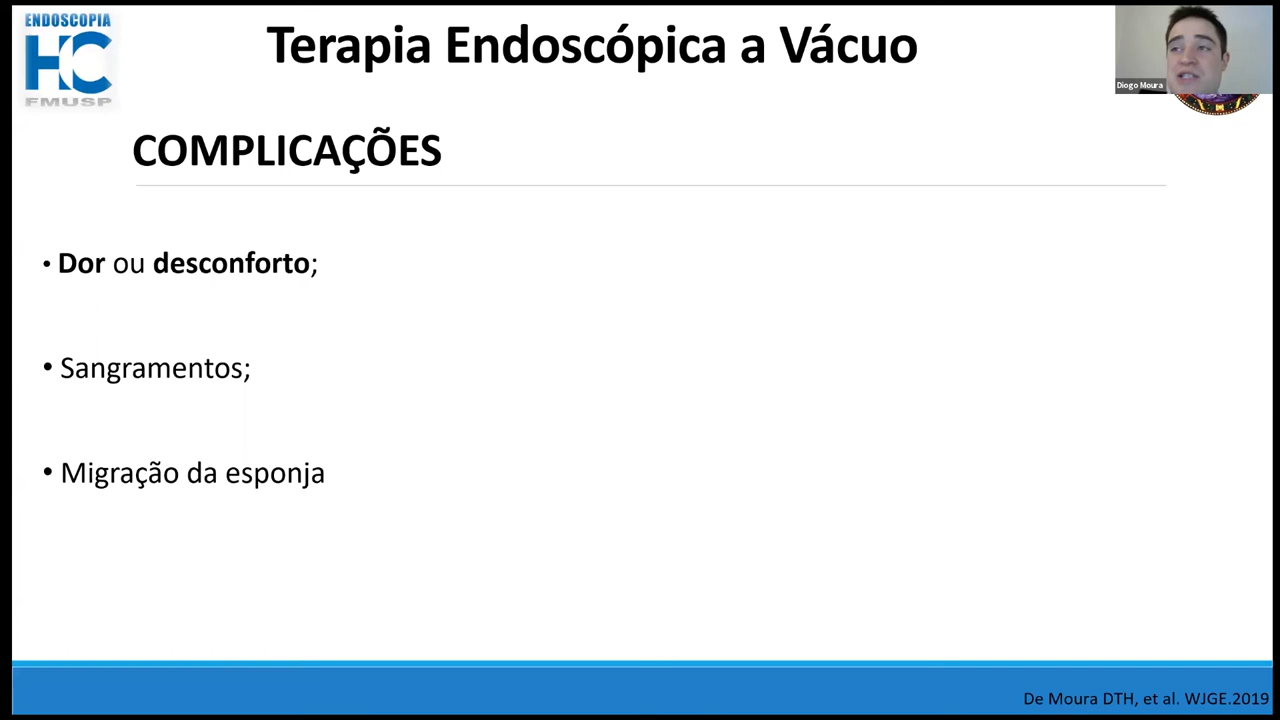 ENDOSCOPIA
HC
FMUSP
Terapia Endoscópica a Vácuo
Diogo Moura
COMPLICAÇÕES
• Dor ou desconforto;
• Sangramentos;
• Migração da esponja
De Moura DTH, et al. WJGE.2019